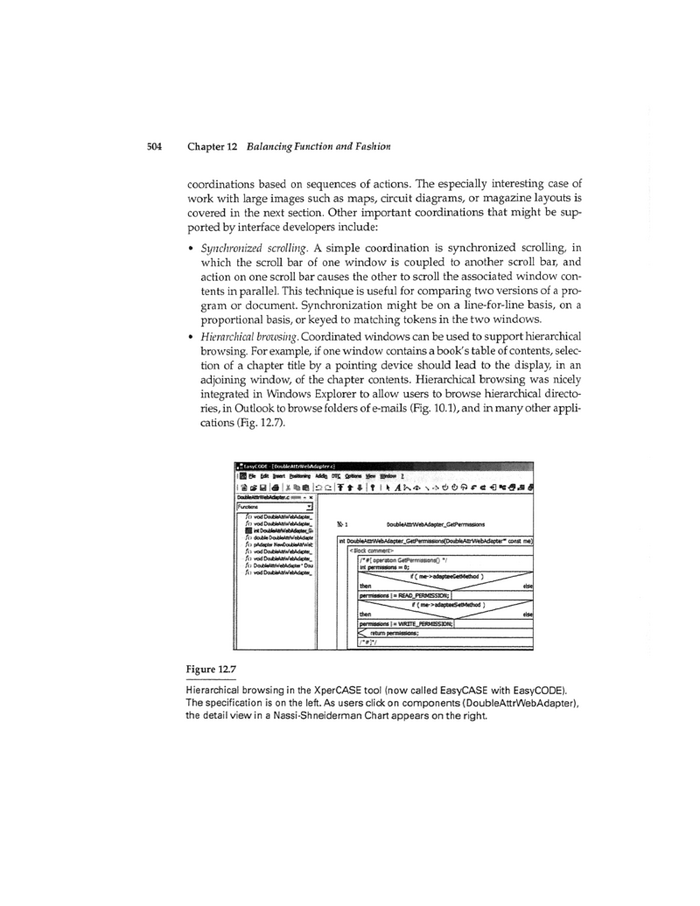 504 Chapter 12 Balancing Function and Fashion
coordinations based on sequences of actions. The especially interesting case of
work with large images such as maps, circuit diagrams, or magazine layouts is
covered in the next section. Other important coordinations that might be sup-
ported by interface developers include:
• Synchronized scrolling. A simple coordination is synchronized scrolling, in
which the scroll bar of one window is coupled to another scroll bar, and
action on one scroll bar causes the other to scroll the associated window con-
tents in parallel. This technique is useful for comparing two versions of a pro-
gram or document. Synchronization might be on a line-for-line basis, on a
proportional basis, or keyed to matching tokens in the two windows.
• Hierarchical browsing. Coordinated windows can be used to support hierarchical
browsing. For example, if one window contains a book's table of contents, selec-
tion of a chapter title by a pointing device should lead to the display, in an
adjoining window, of the chapter contents. Hierarchical browsing was nicely
integrated in Windows Explorer to allow users to browse hierarchical directo-
ries, in Outlook to browse folders of e-mails (Fig. 10.1), and in many other appli-
cations (Fig. 12.7).
EasyCODE - [DoubleAttrWebAdapter.c]
File Edit Insert Positioning Options View Window ?
DoubleAttrWebAdapter.c
Functions
void DoubleAttrWebAdapter_
void DoubleAttrWebAdapter_
int DoubleAttrWebAdapter_G
double DoubleAttrWebAdapte
void DoubleAttrWebAdapter_
void DoubleAttrWebAdapter_
DoubleAttrWebAdapter * Dou
void DoubleAttrWebAdapter_
1 DoubleAttrWebAdapter_GetPermissions
int DoubleAttrWebAdapter_GetPermissions(DoubleAttrWebAdapter* const me)
<Block comment>
/*#[ operation GetPermissions() */
int permissions = 0;
if ( me->adapteeGetMethod )
then else
permissions |= READ_PERMISSION;
if ( me->adapteeSetMethod )
then else
permissions |= WRITE_PERMISSION;
return permissions;
/*#]*/
Figure 12.7
Hierarchical browsing in the XperCASE tool (now called EasyCASE with EasyCODE).
The specification is on the left. As users click on components (DoubleAttrWebAdapter),
the detail view in a Nassi-Shneiderman Chart appears on the right.